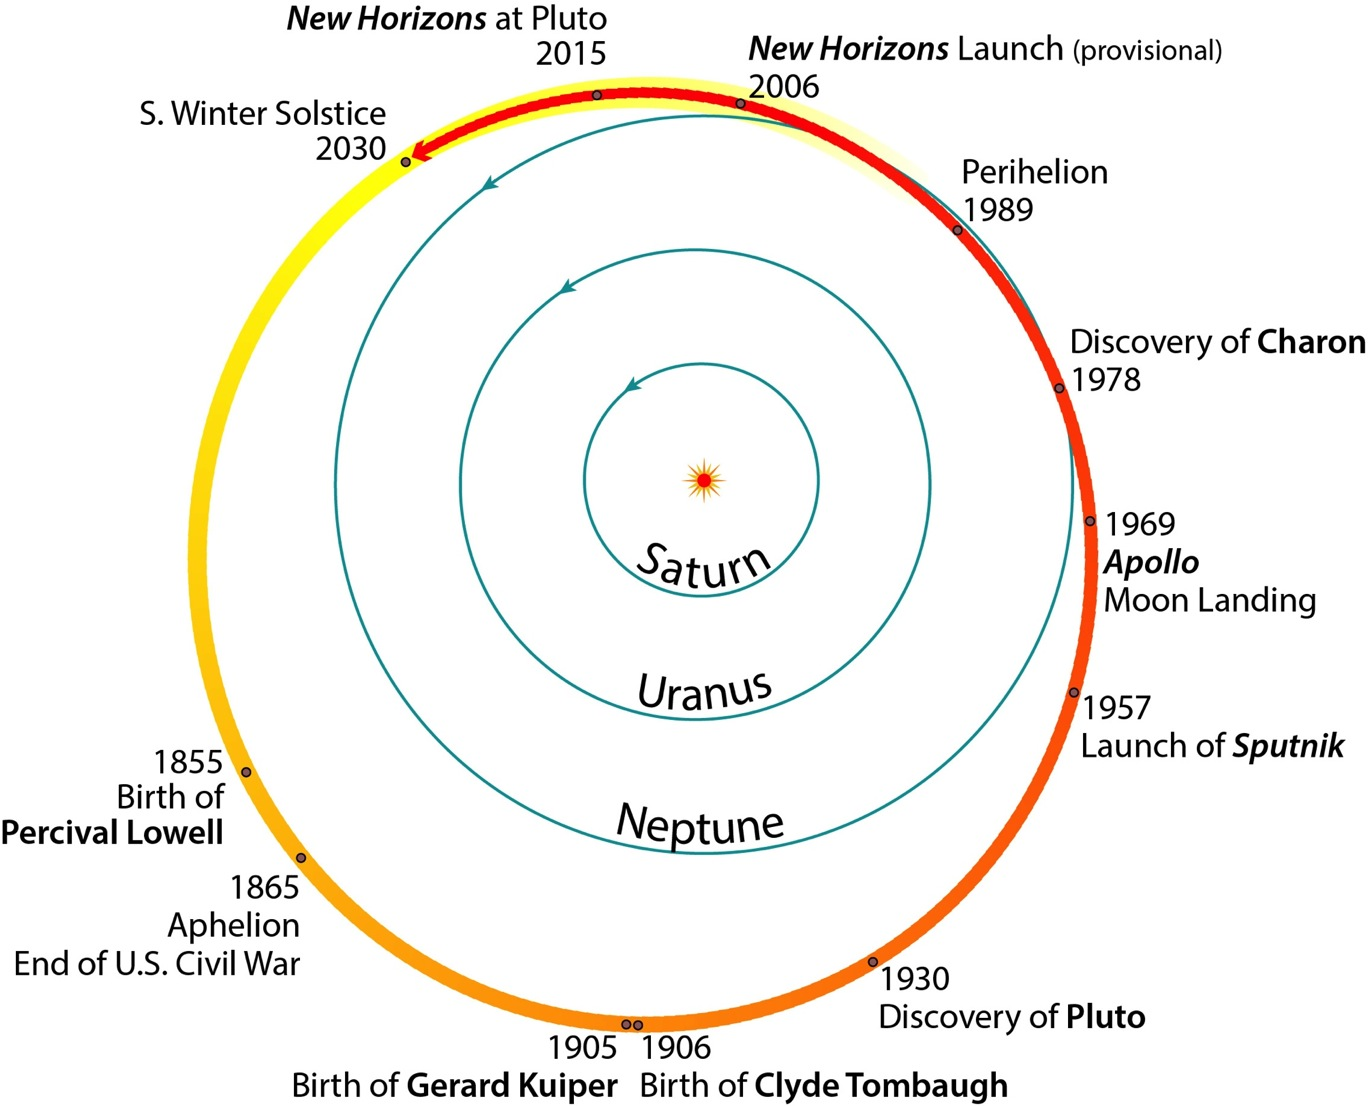 New Horizons at Pluto
2015
New Horizons Launch (provisional)
2006
S. Winter Solstice
2030
Perihelion
1989
Discovery of Charon
1978
1969
Apollo
Moon Landing
1957
Launch of Sputnik
Saturn
Uranus
Neptune
1855
Birth of
Percival Lowell
1865
Aphelion
End of U.S. Civil War
1930
Discovery of Pluto
1905
Birth of Gerard Kuiper
1906
Birth of Clyde Tombaugh